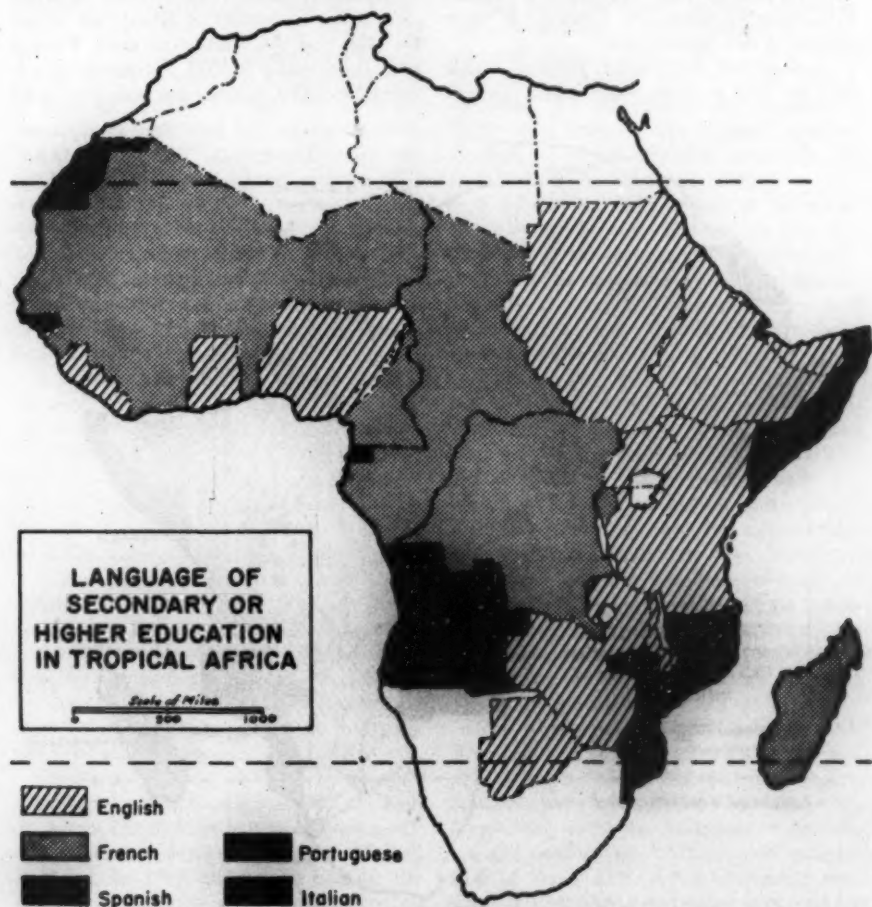 LANGUAGE OF
SECONDARY OR
HIGHER EDUCATION
IN TROPICAL AFRICA
Scale of Miles
0 500 1000
English
French
Spanish
Portuguese
Italian